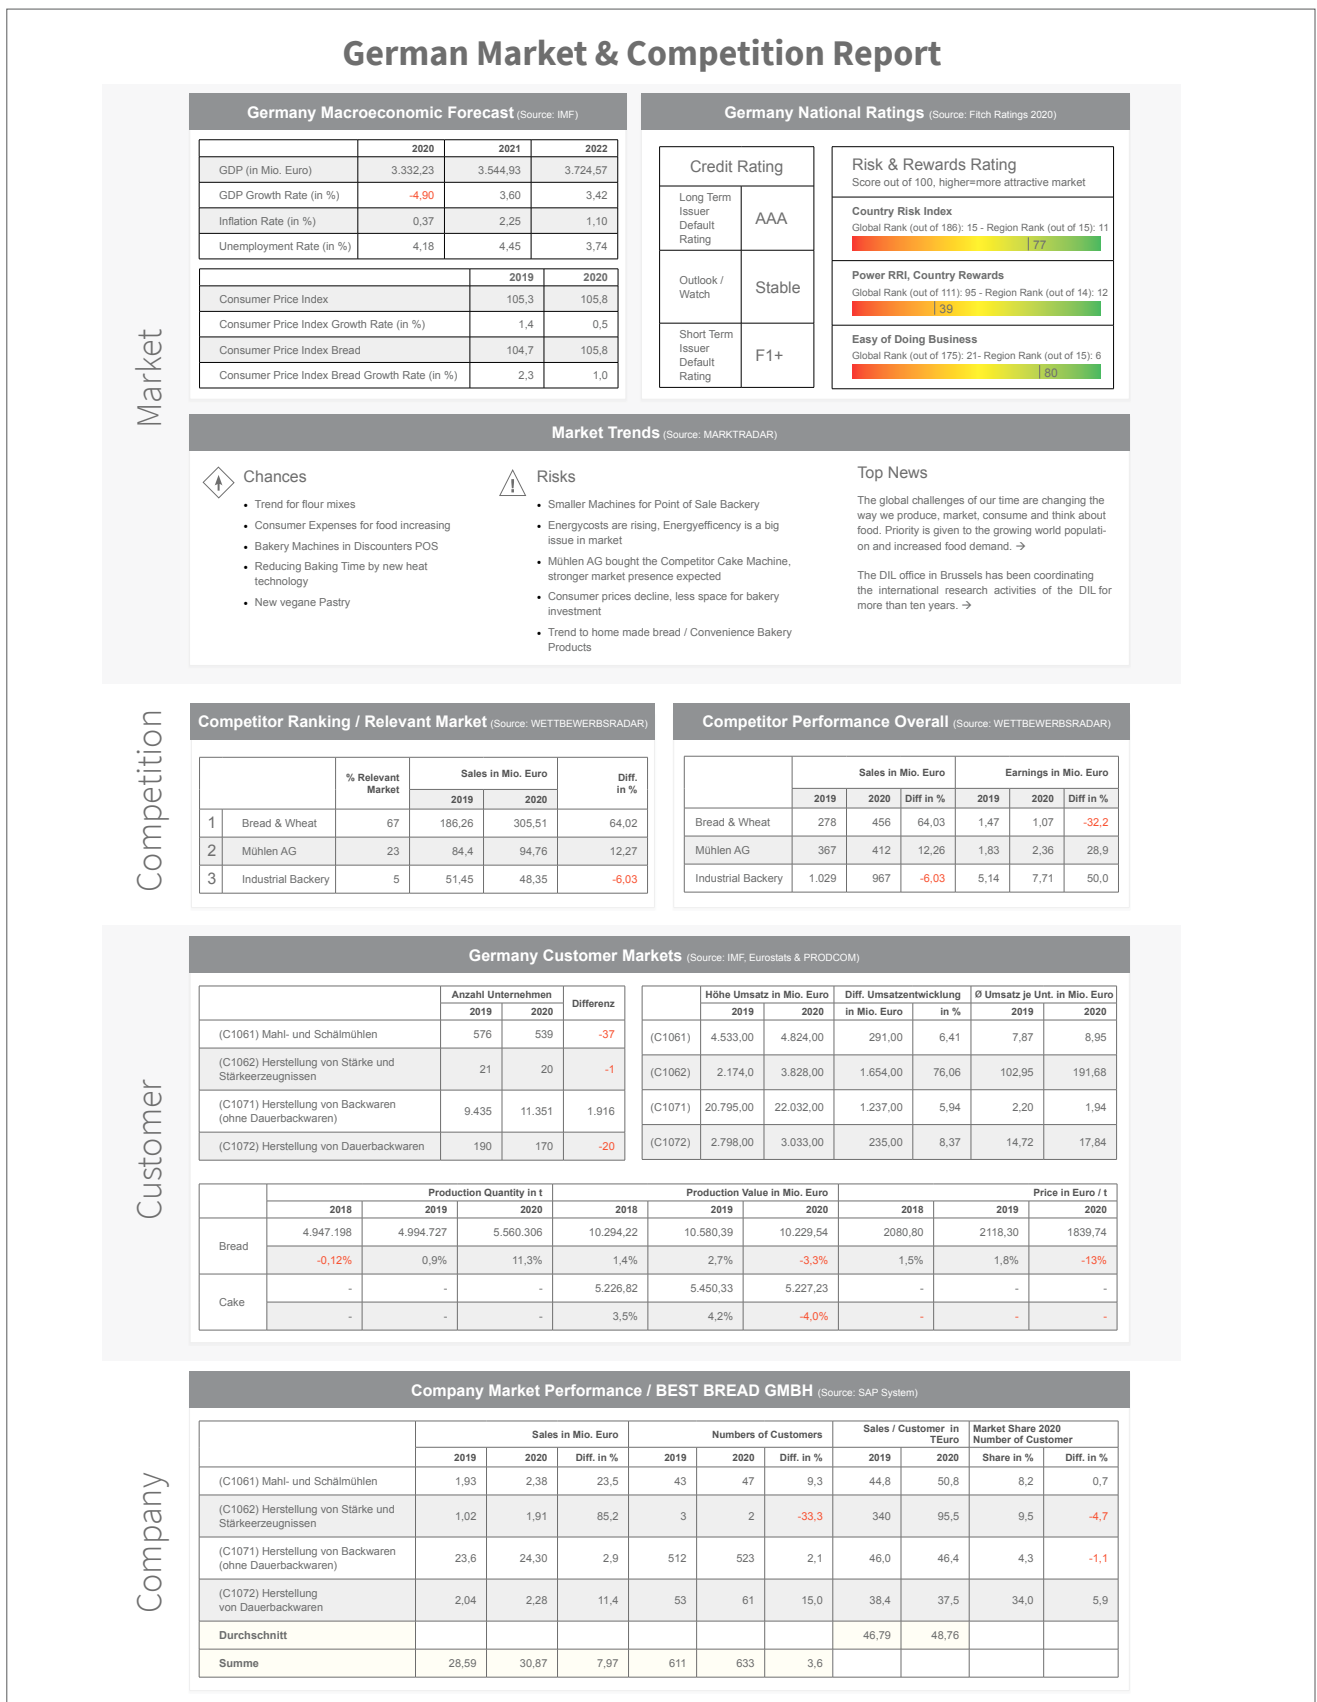 German Market & Competition Report
Market
Germany Macroeconomic Forecast (Source: IMF)
2020 2021 2022
GDP (in Mio. Euro) 3.332,23 3.544,93 3.724,57
GDP Growth Rate (in %) -4,90 3,60 3,42
Inflation Rate (in %) 0,37 2,25 1,10
Unemployment Rate (in %) 4,18 4,45 3,74
2019 2020
Consumer Price Index 105,3 105,8
Consumer Price Index Growth Rate (in %) 1,4 0,5
Consumer Price Index Bread 104,7 105,8
Consumer Price Index Bread Growth Rate (in %) 2,3 1,0
Germany National Ratings (Source: Fitch Ratings 2020)
Credit Rating
Long Term
Issuer
Default
Rating
AAA
Outlook /
Watch
Stable
Short Term
Issuer
Default
Rating
F1+
Risk & Rewards Rating
Score out of 100, higher=more attractive market
Country Risk Index
Global Rank (out of 186): 15 - Region Rank (out of 15): 11
77
Power RRI, Country Rewards
Global Rank (out of 111): 95 - Region Rank (out of 14): 12
39
Easy of Doing Business
Global Rank (out of 175): 21- Region Rank (out of 15): 6
80
Market Trends (Source: MARKTRADAR)
Chances
• Trend for flour mixes
• Consumer Expenses for food increasing
• Bakery Machines in Discounters POS
• Reducing Baking Time by new heat
technology
• New vegane Pastry
Risks
• Smaller Machines for Point of Sale Backery
• Energycosts are rising, Energyefficency is a big
issue in market
• Mühlen AG bought the Competitor Cake Machine,
stronger market presence expected
• Consumer prices decline, less space for bakery
investment
• Trend to home made bread / Convenience Bakery
Products
Top News
The global challenges of our time are changing the
way we produce, market, consume and think about
food. Priority is given to the growing world populati-
on and increased food demand. →
The DIL office in Brussels has been coordinating
the international research activities of the DIL for
more than ten years. →
Competition
Competitor Ranking / Relevant Market (Source: WETTBEWERBSRADAR)
% Relevant
Market
Sales in Mio. Euro
Diff.
in %
2019 2020
1 Bread & Wheat 67 186,26 305,51 64,02
2 Mühlen AG 23 84,4 94,76 12,27
3 Industrial Backery 5 51,45 48,35 -6,03
Competitor Performance Overall (Source: WETTBEWERBSRADAR)
Sales in Mio. Euro Earnings in Mio. Euro
2019 2020 Diff in % 2019 2020 Diff in %
Bread & Wheat 278 456 64,03 1,47 1,07 -32,2
Mühlen AG 367 412 12,26 1,83 2,36 28,9
Industrial Backery 1.029 967 -6,03 5,14 7,71 50,0
Customer
Germany Customer Markets (Source: IMF, Eurostats & PRODCOM)
Anzahl Unternehmen Differenz
2019 2020
(C1061) Mahl- und Schälmühlen 576 539 -37
(C1062) Herstellung von Stärke und
Stärkeerzeugnissen 21 20 -1
(C1071) Herstellung von Backwaren
(ohne Dauerbackwaren) 9.435 11.351 1.916
(C1072) Herstellung von Dauerbackwaren 190 170 -20
Höhe Umsatz in Mio. Euro Diff. Umsatzentwicklung Ø Umsatz je Unt. in Mio. Euro
2019 2020 in Mio. Euro in % 2019 2020
(C1061) 4.533,00 4.824,00 291,00 6,41 7,87 8,95
(C1062) 2.174,0 3.828,00 1.654,00 76,06 102,95 191,68
(C1071) 20.795,00 22.032,00 1.237,00 5,94 2,20 1,94
(C1072) 2.798,00 3.033,00 235,00 8,37 14,72 17,84
Production Quantity in t Production Value in Mio. Euro Price in Euro / t
2018 2019 2020 2018 2019 2020 2018 2019 2020
Bread
4.947.198 4.994.727 5.560.306 10.294,22 10.580,39 10.229,54 2080,80 2118,30 1839,74
-0,12% 0,9% 11,3% 1,4% 2,7% -3,3% 1,5% 1,8% -13%
Cake
- - - 5.226,82 5.450,33 5.227,23 - - -
- - - 3,5% 4,2% -4,0% - - -
Company
Company Market Performance / BEST BREAD GMBH (Source: SAP System)
Sales in Mio. Euro Numbers of Customers
Sales / Customer in
TEuro
Market Share 2020
Number of Customer
2019 2020 Diff. in % 2019 2020 Diff. in % 2019 2020 Share in % Diff. in %
(C1061) Mahl- und Schälmühlen 1,93 2,38 23,5 43 47 9,3 44,8 50,8 8,2 0,7
(C1062) Herstellung von Stärke und
Stärkeerzeugnissen 1,02 1,91 85,2 3 2 -33,3 340 95,5 9,5 -4,7
(C1071) Herstellung von Backwaren
(ohne Dauerbackwaren) 23,6 24,30 2,9 512 523 2,1 46,0 46,4 4,3 -1,1
(C1072) Herstellung
von Dauerbackwaren 2,04 2,28 11,4 53 61 15,0 38,4 37,5 34,0 5,9
Durchschnitt 46,79 48,76
Summe 28,59 30,87 7,97 611 633 3,6